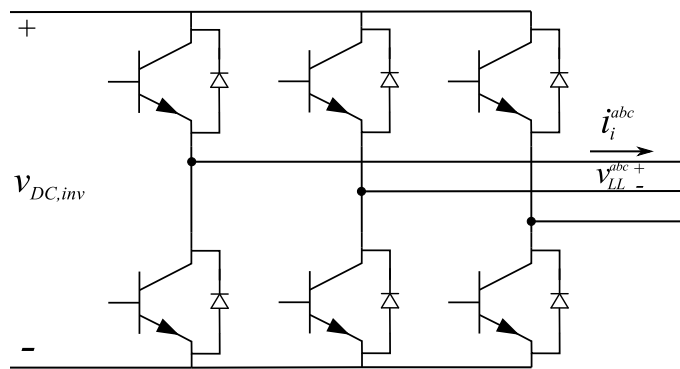 +
i_i^{abc}
v_{LL}^{abc} +
-
v_{DC,inv}
-